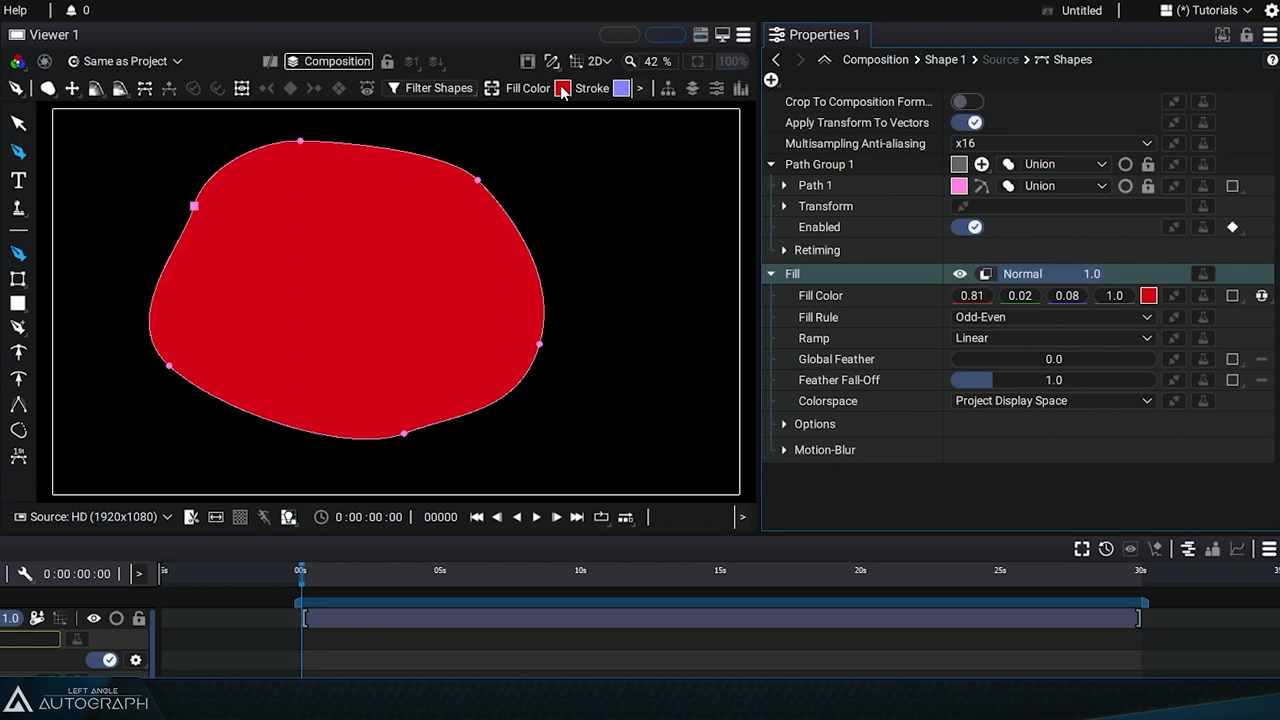 Help 0 Untitled (*) Tutorials
Viewer 1 Properties 1
Same as Project Composition 2D 42 % 100% Composition Shape 1 Source Shapes
Filter Shapes Fill Color Stroke >
Crop To Composition Form...
Apply Transform To Vectors
Multisampling Anti-aliasing x16
Path Group 1 Union
Path 1 Union
Transform
Enabled
Retiming
Fill Normal 1.0
Fill Color 0.81 0.02 0.08 1.0
Fill Rule Odd-Even
Ramp Linear
Global Feather 0.0
Feather Fall-Off 1.0
Colorspace Project Display Space
Options
Motion-Blur
T
1St
Source: HD (1920x1080) 0:00:00:00 00000 >
0:00:00:00 > 00s 05s 10s 15s 20s 25s 30s
1.0
LEFT ANGLE
AUTOGRAPH